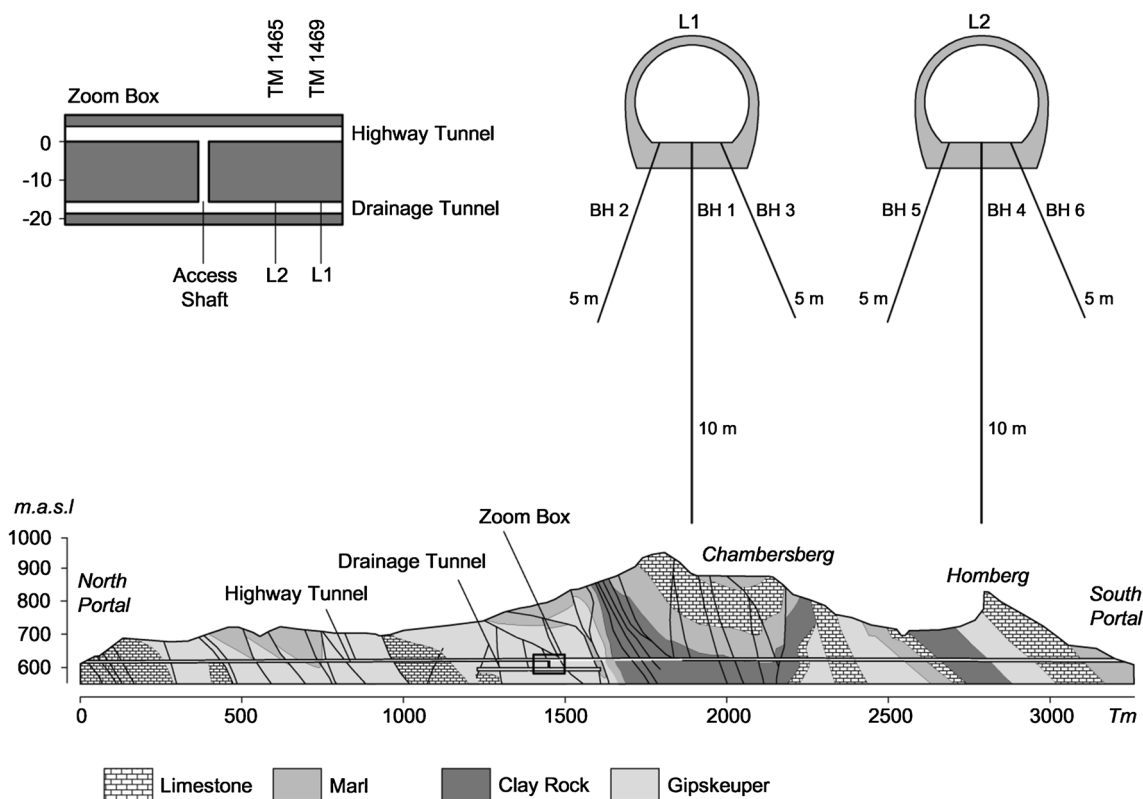 TM 1465
TM 1469
Zoom Box
0
-10
-20
Highway Tunnel
Drainage Tunnel
Access
Shaft
L2
L1
L1
BH 2
BH 1
BH 3
5 m
5 m
10 m
L2
BH 5
BH 4
BH 6
5 m
5 m
10 m
m.a.s.l
1000
900
800
700
600
North
Portal
Highway Tunnel
Drainage Tunnel
Zoom Box
Chambersberg
Homberg
South
Portal
0
500
1000
1500
2000
2500
3000
Tm
Limestone
Marl
Clay Rock
Gipskeuper